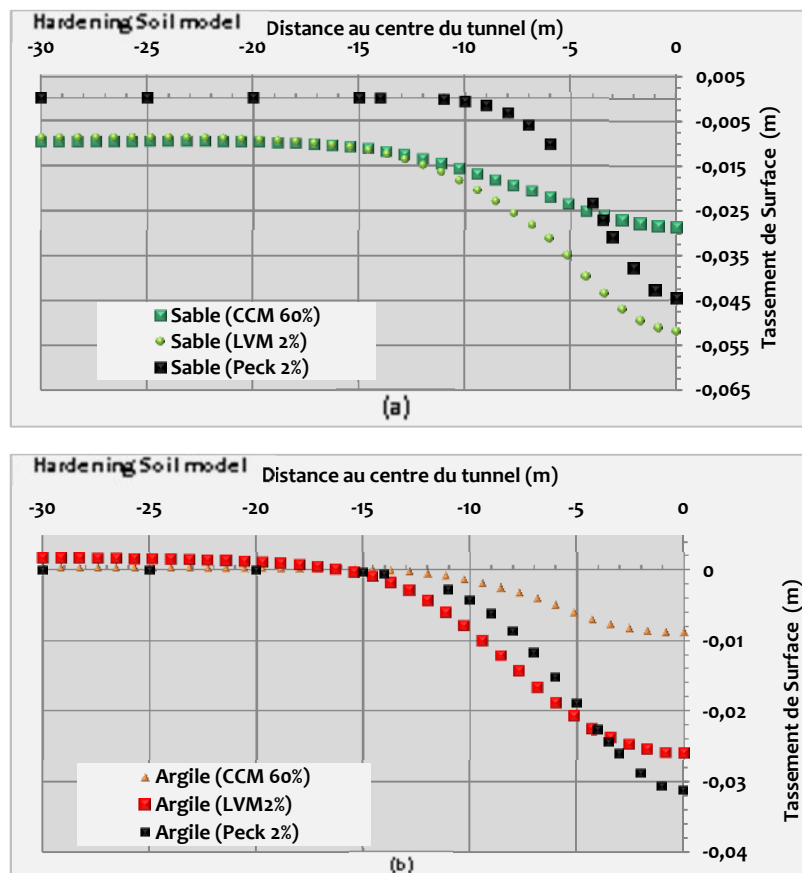 Hardening Soil model
Distance au centre du tunnel (m)
-30 -25 -20 -15 -10 -5 0
0,005
-0,005
-0,015
-0,025
-0,035
-0,045
-0,055
-0,065
Tassement de Surface (m)
Sable (CCM 60%)
Sable (LVM 2%)
Sable (Peck 2%)
(a)
Hardening Soil model
Distance au centre du tunnel (m)
-30 -25 -20 -15 -10 -5 0
0
-0,01
-0,02
-0,03
-0,04
Tassement de Surface (m)
Argile (CCM 60%)
Argile (LVM2%)
Argile (Peck 2%)
(b)